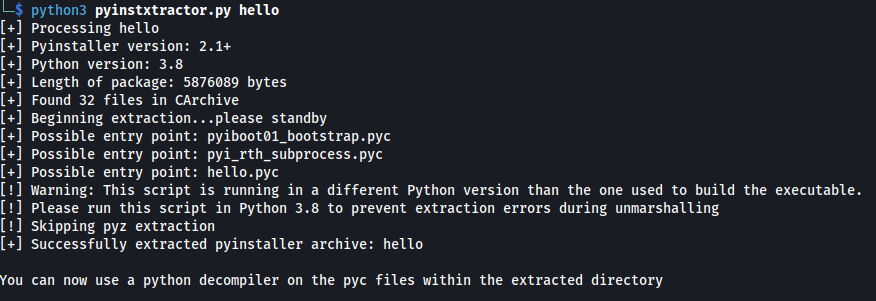 └─$ python3 pyinstxtractor.py hello
[+] Processing hello
[+] Pyinstaller version: 2.1+
[+] Python version: 3.8
[+] Length of package: 5876089 bytes
[+] Found 32 files in CArchive
[+] Beginning extraction...please standby
[+] Possible entry point: pyiboot01_bootstrap.pyc
[+] Possible entry point: pyi_rth_subprocess.pyc
[+] Possible entry point: hello.pyc
[!] Warning: This script is running in a different Python version than the one used to build the executable.
[!] Please run this script in Python 3.8 to prevent extraction errors during unmarshalling
[!] Skipping pyz extraction
[+] Successfully extracted pyinstaller archive: hello
You can now use a python decompiler on the pyc files within the extracted directory